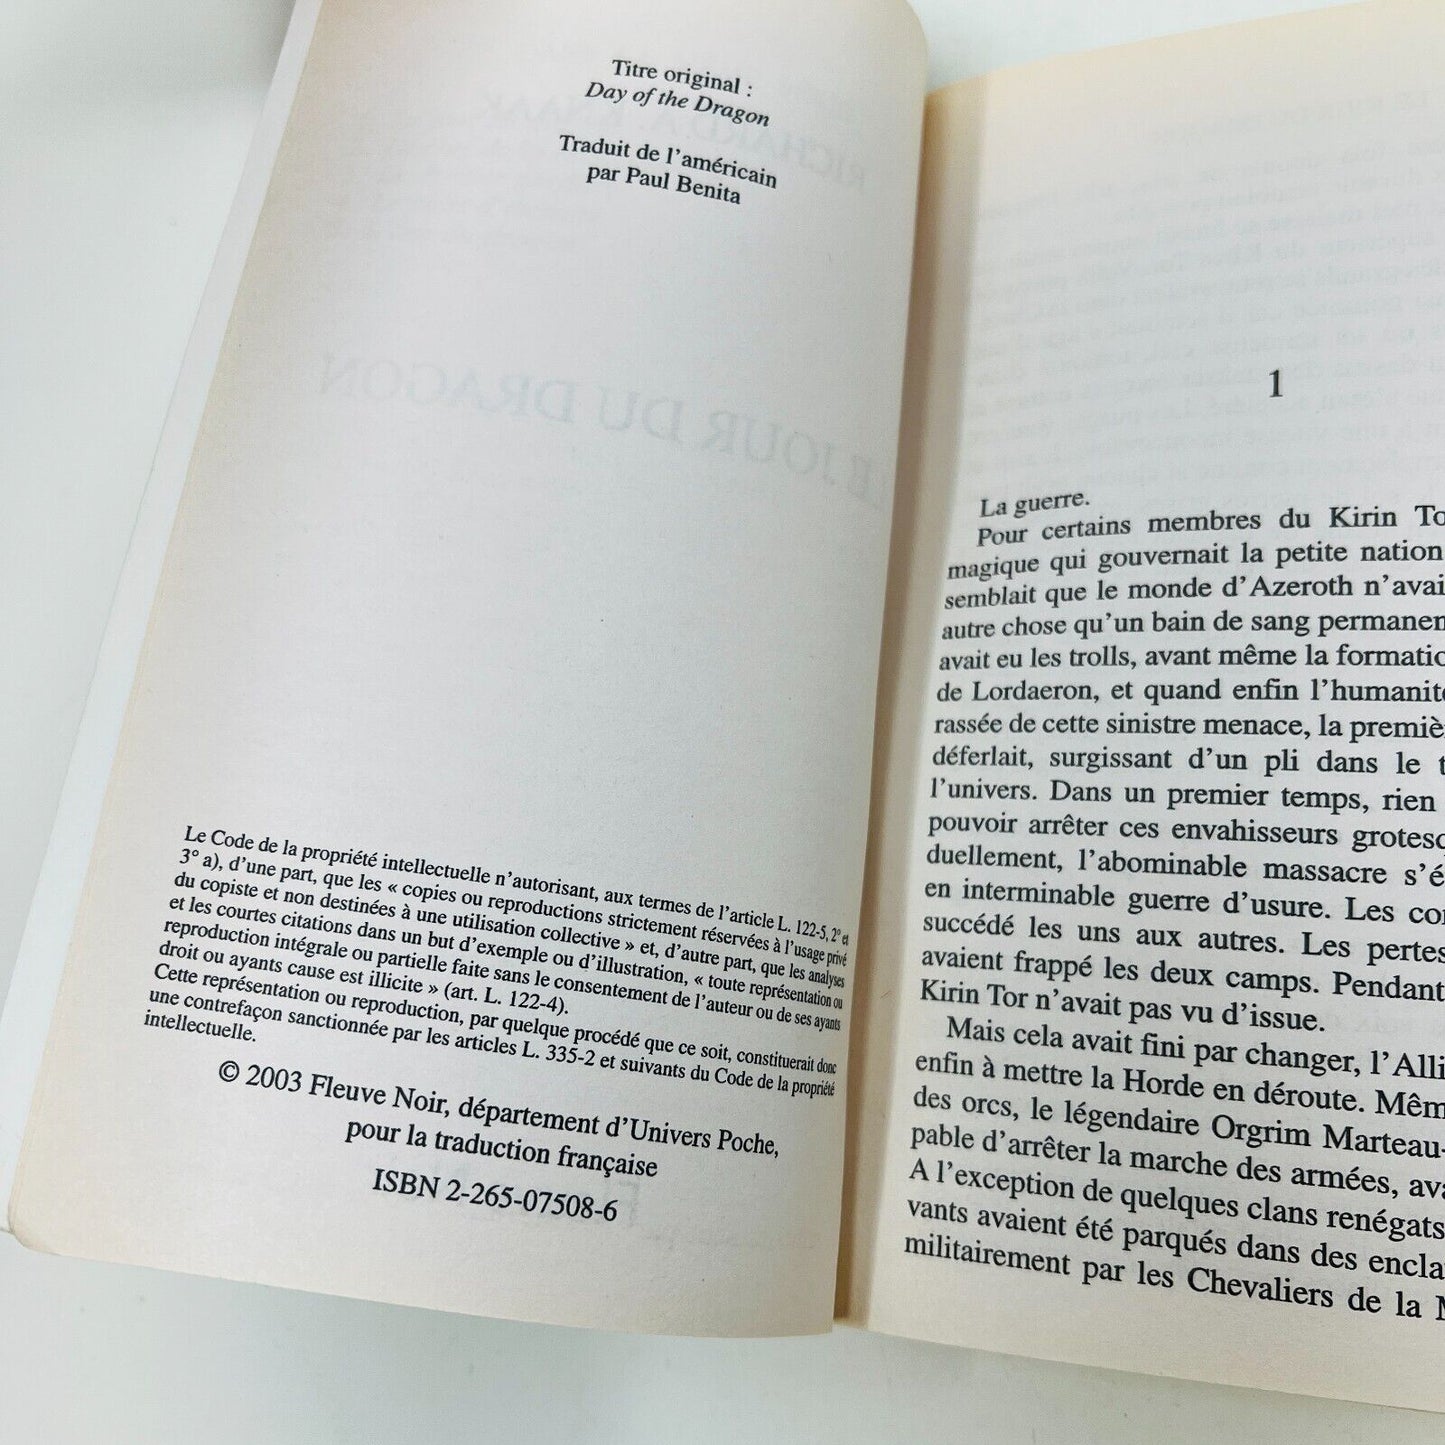 Titre original :
Day of the Dragon
Traduit de l'américain
par Paul Benita
RICHARD A. KNAAK
LE JOUR DU DRAGON
Le Code de la propriété intellectuelle n'autorisant, aux termes de l'article L. 122-5, 2° et
3° a), d'une part, que les « copies ou reproductions strictement réservées à l'usage privé
du copiste et non destinées à une utilisation collective » et, d'autre part, que les analyses
et les courtes citations dans un but d'exemple ou d'illustration, « toute représentation ou
reproduction intégrale ou partielle faite sans le consentement de l'auteur ou de ses ayants
droit ou ayants cause est illicite » (art. L. 122-4).
Cette représentation ou reproduction, par quelque procédé que ce soit, constituerait donc
une contrefaçon sanctionnée par les articles L. 335-2 et suivants du Code de la propriété
intellectuelle.
© 2003 Fleuve Noir, département d'Univers Poche,
pour la traduction française
ISBN 2-265-07508-6
1
La guerre.
Pour certains membres du Kirin To
magique qui gouvernait la petite nation
semblait que le monde d'Azeroth n'avai
autre chose qu'un bain de sang permanen
avait eu les trolls, avant même la formatio
de Lordaeron, et quand enfin l'humanité
rassée de cette sinistre menace, la premiè
déferlait, surgissant d'un pli dans le t
l'univers. Dans un premier temps, rien
pouvoir arrêter ces envahisseurs grotesq
duellement, l'abominable massacre s'é
en interminable guerre d'usure. Les co
succédé les uns aux autres. Les pertes
avaient frappé les deux camps. Pendant
Kirin Tor n'avait pas vu d'issue.
Mais cela avait fini par changer, l'Alli
enfin à mettre la Horde en déroute. Mêm
des orcs, le légendaire Orgrim Marteau-
pable d'arrêter la marche des armées, ava
A l'exception de quelques clans renégats
vants avaient été parqués dans des encla
militairement par les Chevaliers de la M